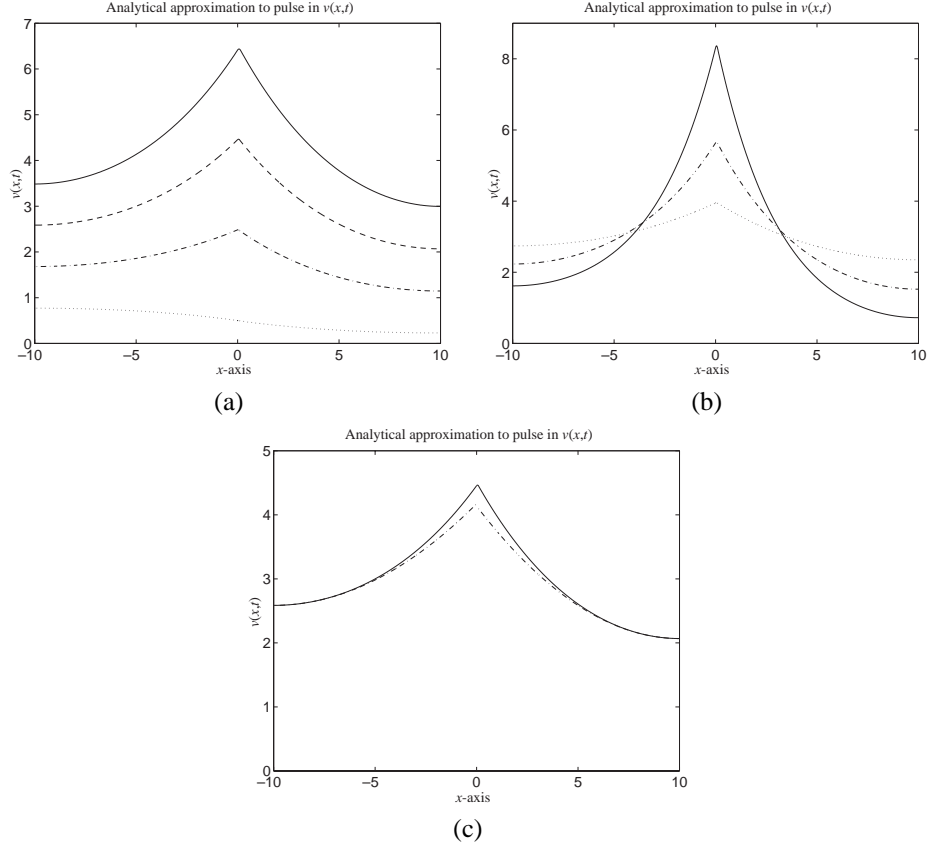 Analytical approximation to pulse in v(x,t)
7
6
5
4
3
2
1
0
v(x,t)
−10
−5
0
5
10
x-axis
(a)
Analytical approximation to pulse in v(x,t)
8
6
4
2
0
v(x,t)
−10
−5
0
5
10
x-axis
(b)
Analytical approximation to pulse in v(x,t)
5
4
3
2
1
0
v(x,t)
−10
−5
0
5
10
x-axis
(c)